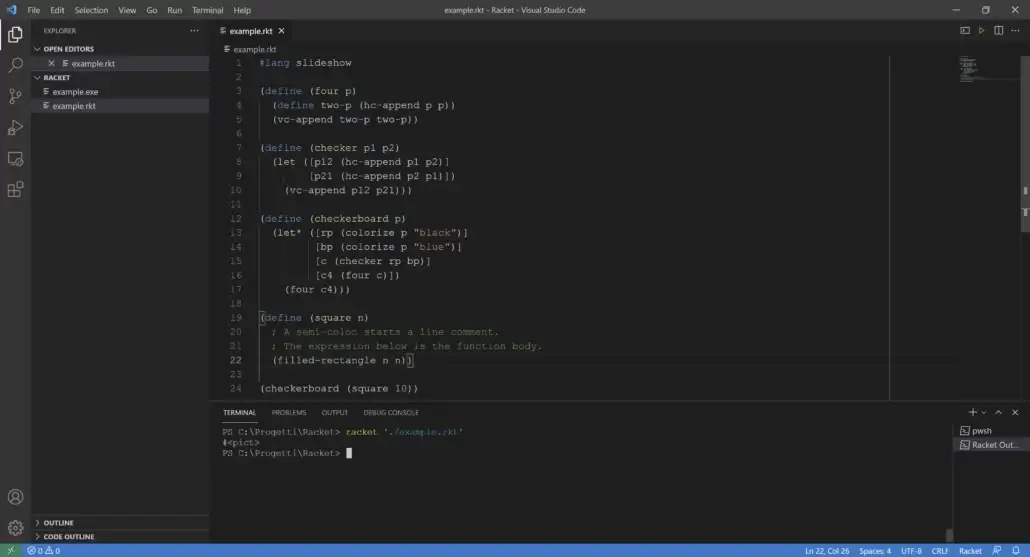 File Edit Selection View Go Run Terminal Help
example.rkt - Racket - Visual Studio Code
EXPLORER
OPEN EDITORS
example.rkt
RACKET
example.exe
example.rkt
OUTLINE
CODE OUTLINE
example.rkt
example.rkt
1 #lang slideshow
2
3 (define (four p)
4 (define two-p (hc-append p p))
5 (vc-append two-p two-p))
6
7 (define (checker p1 p2)
8 (let ([p12 (hc-append p1 p2)]
9 [p21 (hc-append p2 p1)])
10 (vc-append p12 p21)))
11
12 (define (checkerboard p)
13 (let* ([rp (colorize p "black")]
14 [bp (colorize p "blue")]
15 [c (checker rp bp)]
16 [c4 (four c)])
17 (four c4)))
18
19 (define (square n)
20 ; A semi-colon starts a line comment.
21 ; The expression below is the function body.
22 (filled-rectangle n n))
23
24 (checkerboard (square 10))
TERMINAL PROBLEMS OUTPUT DEBUG CONSOLE
PS C:\Progetti\Racket> racket './example.rkt'
#<pict>
PS C:\Progetti\Racket>
pwsh
Racket Out...
0 0
Ln 22, Col 26 Spaces: 4 UTF-8 CRLF Racket